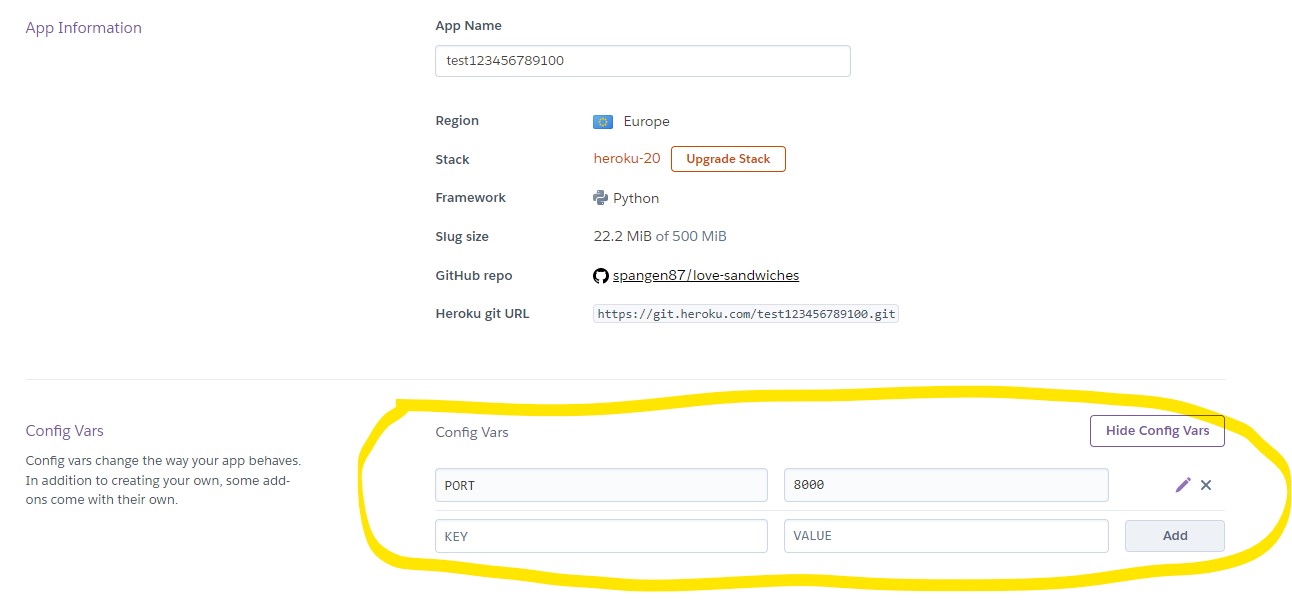 App Information
App Name
test123456789100
Region
Europe
Stack
heroku-20
Upgrade Stack
Framework
Python
Slug size
22.2 MiB of 500 MiB
GitHub repo
spangen87/love-sandwiches
Heroku git URL
https://git.heroku.com/test123456789100.git
Config Vars
Config vars change the way your app behaves.
In addition to creating your own, some add-
ons come with their own.
Config Vars
Hide Config Vars
PORT
8000
KEY
VALUE
Add